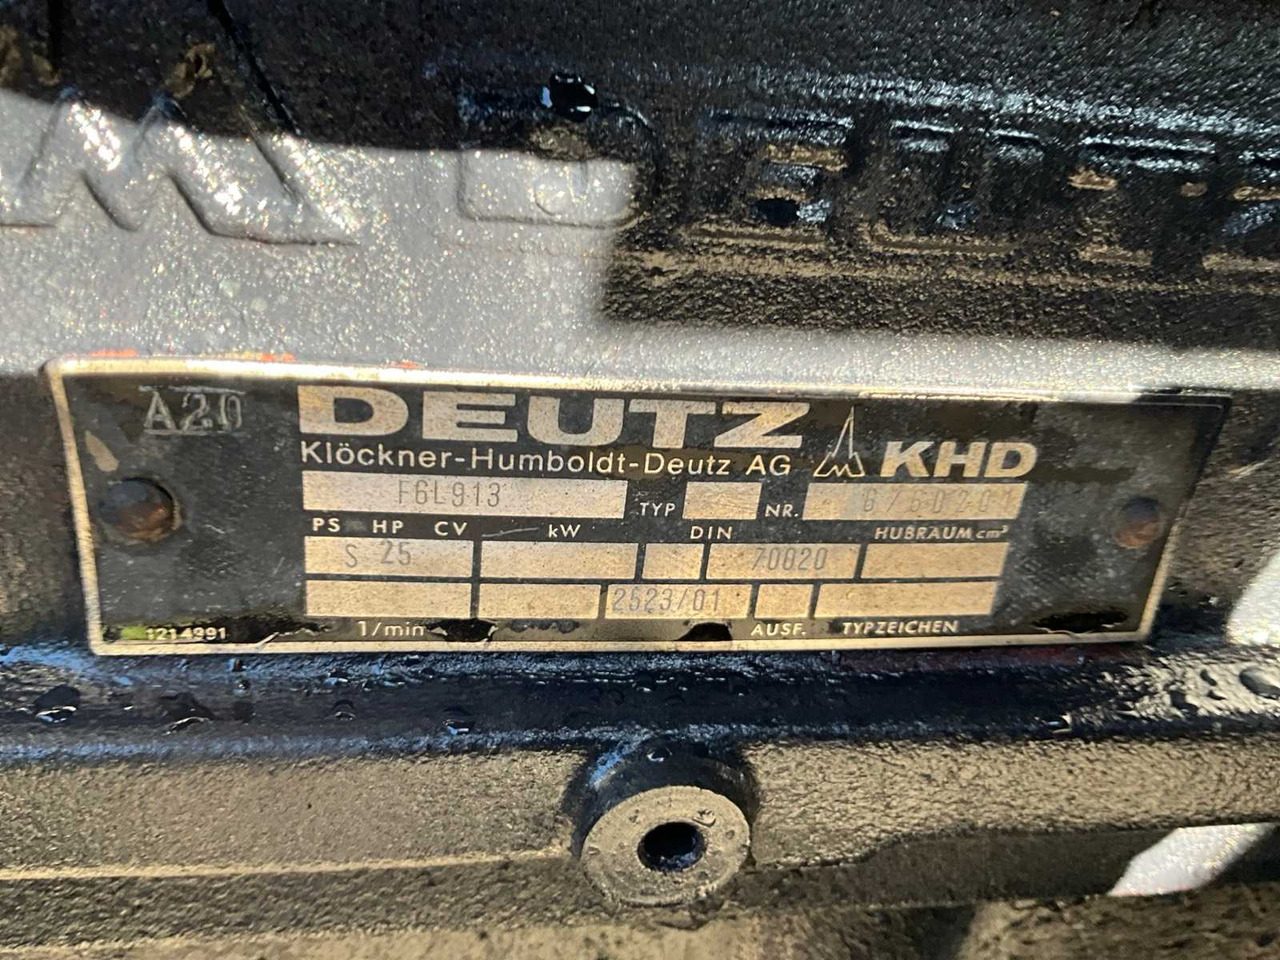 A20
DEUTZ
Klöckner-Humboldt-Deutz AG KHD
F6L913 TYP NR.
PS HP CV kW DIN HUBRAUM cm³
S 25 70820
2523/01
1214991 1/min AUSF. TYPZEICHEN